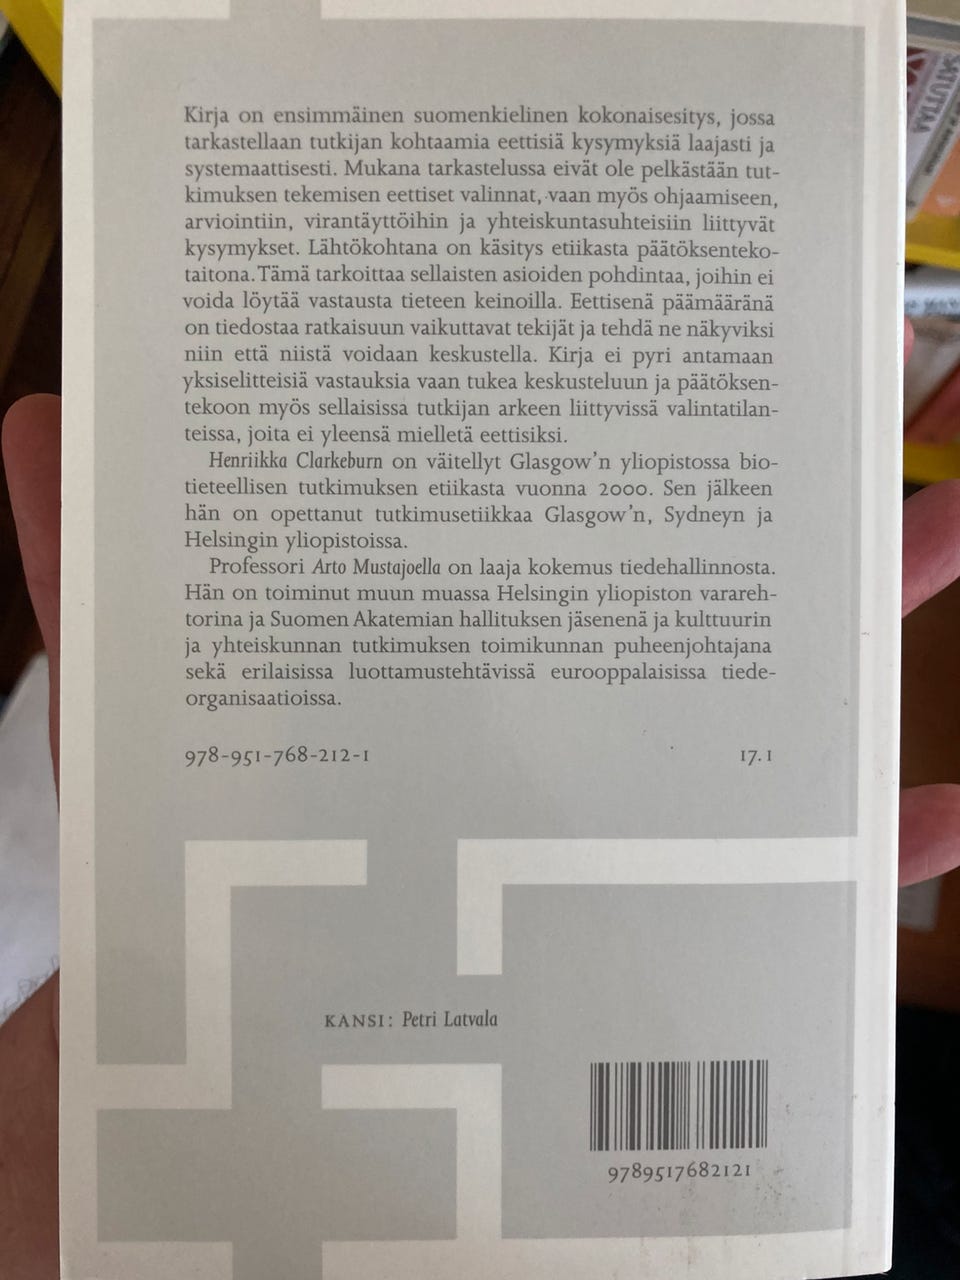 Kirja on ensimmäinen suomenkielinen kokonaisesitys, jossa
tarkastellaan tutkijan kohtaamia eettisiä kysymyksiä laajasti ja
systemaattisesti. Mukana tarkastelussa eivät ole pelkästään tut-
kimuksen tekemisen eettiset valinnat, vaan myös ohjaamiseen,
arviointiin, virantäyttöihin ja yhteiskuntasuhteisiin liittyvät
kysymykset. Lähtökohtana on käsitys etiikasta päätöksenteko-
taitona. Tämä tarkoittaa sellaisten asioiden pohdintaa, joihin ei
voida löytää vastausta tieteen keinoilla. Eettisenä päämääränä
on tiedostaa ratkaisuun vaikuttavat tekijät ja tehdä ne näkyviksi
niin että niistä voidaan keskustella. Kirja ei pyri antamaan
yksiselitteisiä vastauksia vaan tukea keskusteluun ja päätöksen-
tekoon myös sellaisissa tutkijan arkeen liittyvissä valintatilan-
teissa, joita ei yleensä mielletä eettisiksi.
Henriikka Clarkeburn on väitellyt Glasgow'n yliopistossa bio-
tieteellisen tutkimuksen etiikasta vuonna 2000. Sen jälkeen
hän on opettanut tutkimusetiikkaa Glasgow'n, Sydneyn ja
Helsingin yliopistoissa.
Professori Arto Mustajoella on laaja kokemus tiedehallinnosta.
Hän on toiminut muun muassa Helsingin yliopiston varareh-
torina ja Suomen Akatemian hallituksen jäsenenä ja kulttuurin
ja yhteiskunnan tutkimuksen toimikunnan puheenjohtajana
sekä erilaisissa luottamustehtävissä eurooppalaisissa tiede-
organisaatioissa.
978-951-768-212-1 17.1
KANSI: Petri Latvala
9789517682121
SATUTTAA